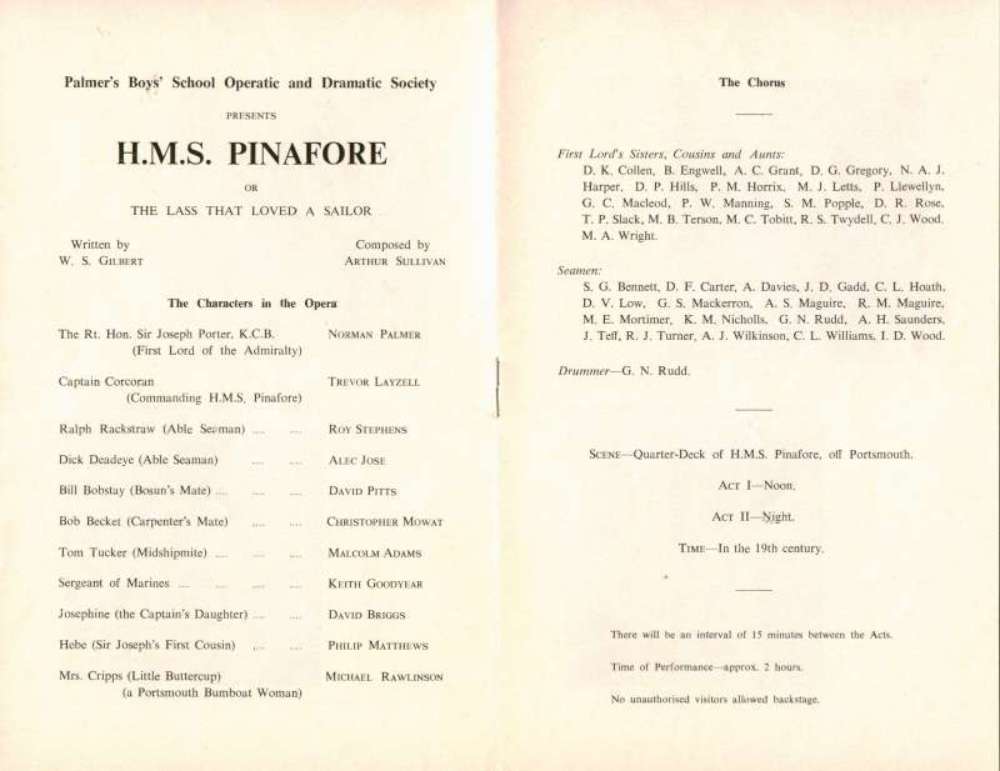 Palmer's Boys' School Operatic and Dramatic Society
PRESENTS
H.M.S. PINAFORE
OR
THE LASS THAT LOVED A SAILOR
Written by
W. S. GILBERT
Composed by
ARTHUR SULLIVAN
The Characters in the Opera
The Rt. Hon. Sir Joseph Porter, K.C.B. NORMAN PALMER
(First Lord of the Admiralty)
Captain Corcoran TREVOR LAYZELL
(Commanding H.M.S. Pinafore)
Ralph Rackstraw (Able Seaman) .... .... ROY STEPHENS
Dick Deadeye (Able Seaman) .... .... ALEC JOSE
Bill Bobstay (Bosun's Mate) .... .... .... DAVID PITTS
Bob Becket (Carpenter's Mate) .... .... CHRISTOPHER MOWAT
Tom Tucker (Midshipmite) .... .... .... MALCOLM ADAMS
Sergeant of Marines .... .... .... .... KEITH GOODYEAR
Josephine (the Captain's Daughter) .... .... DAVID BRIGGS
Hebe (Sir Joseph's First Cousin) .... .... PHILIP MATTHEWS
Mrs. Cripps (Little Buttercup) MICHAEL RAWLINSON
(a Portsmouth Bumboat Woman)
The Chorus
First Lord's Sisters, Cousins and Aunts:
D. K. Collen, B. Engwell, A. C. Grant, D. G. Gregory, N. A. J.
Harper, D. P. Hills, P. M. Horrix, M. J. Letts, P. Llewellyn,
G. C. Macleod, P. W. Manning, S. M. Popple, D. R. Rose,
T. P. Slack, M. B. Terson, M. C. Tobitt, R. S. Twydell, C. J. Wood.
M. A. Wright.
Seamen:
S. G. Bennett, D. F. Carter, A. Davies, J. D. Gadd, C. L. Hoath,
D. V. Low, G. S. Mackerron, A. S. Maguire, R. M. Maguire,
M. E. Mortimer, K. M. Nicholls, G. N. Rudd, A. H. Saunders,
J. Tefl, R. J. Turner, A. J. Wilkinson, C. L. Williams, I. D. Wood.
Drummer—G. N. Rudd.
SCENE—Quarter-Deck of H.M.S. Pinafore, off Portsmouth.
ACT I—Noon.
ACT II—Night.
TIME—In the 19th century.
There will be an interval of 15 minutes between the Acts.
Time of Performance—approx. 2 hours.
No unauthorised visitors allowed backstage.